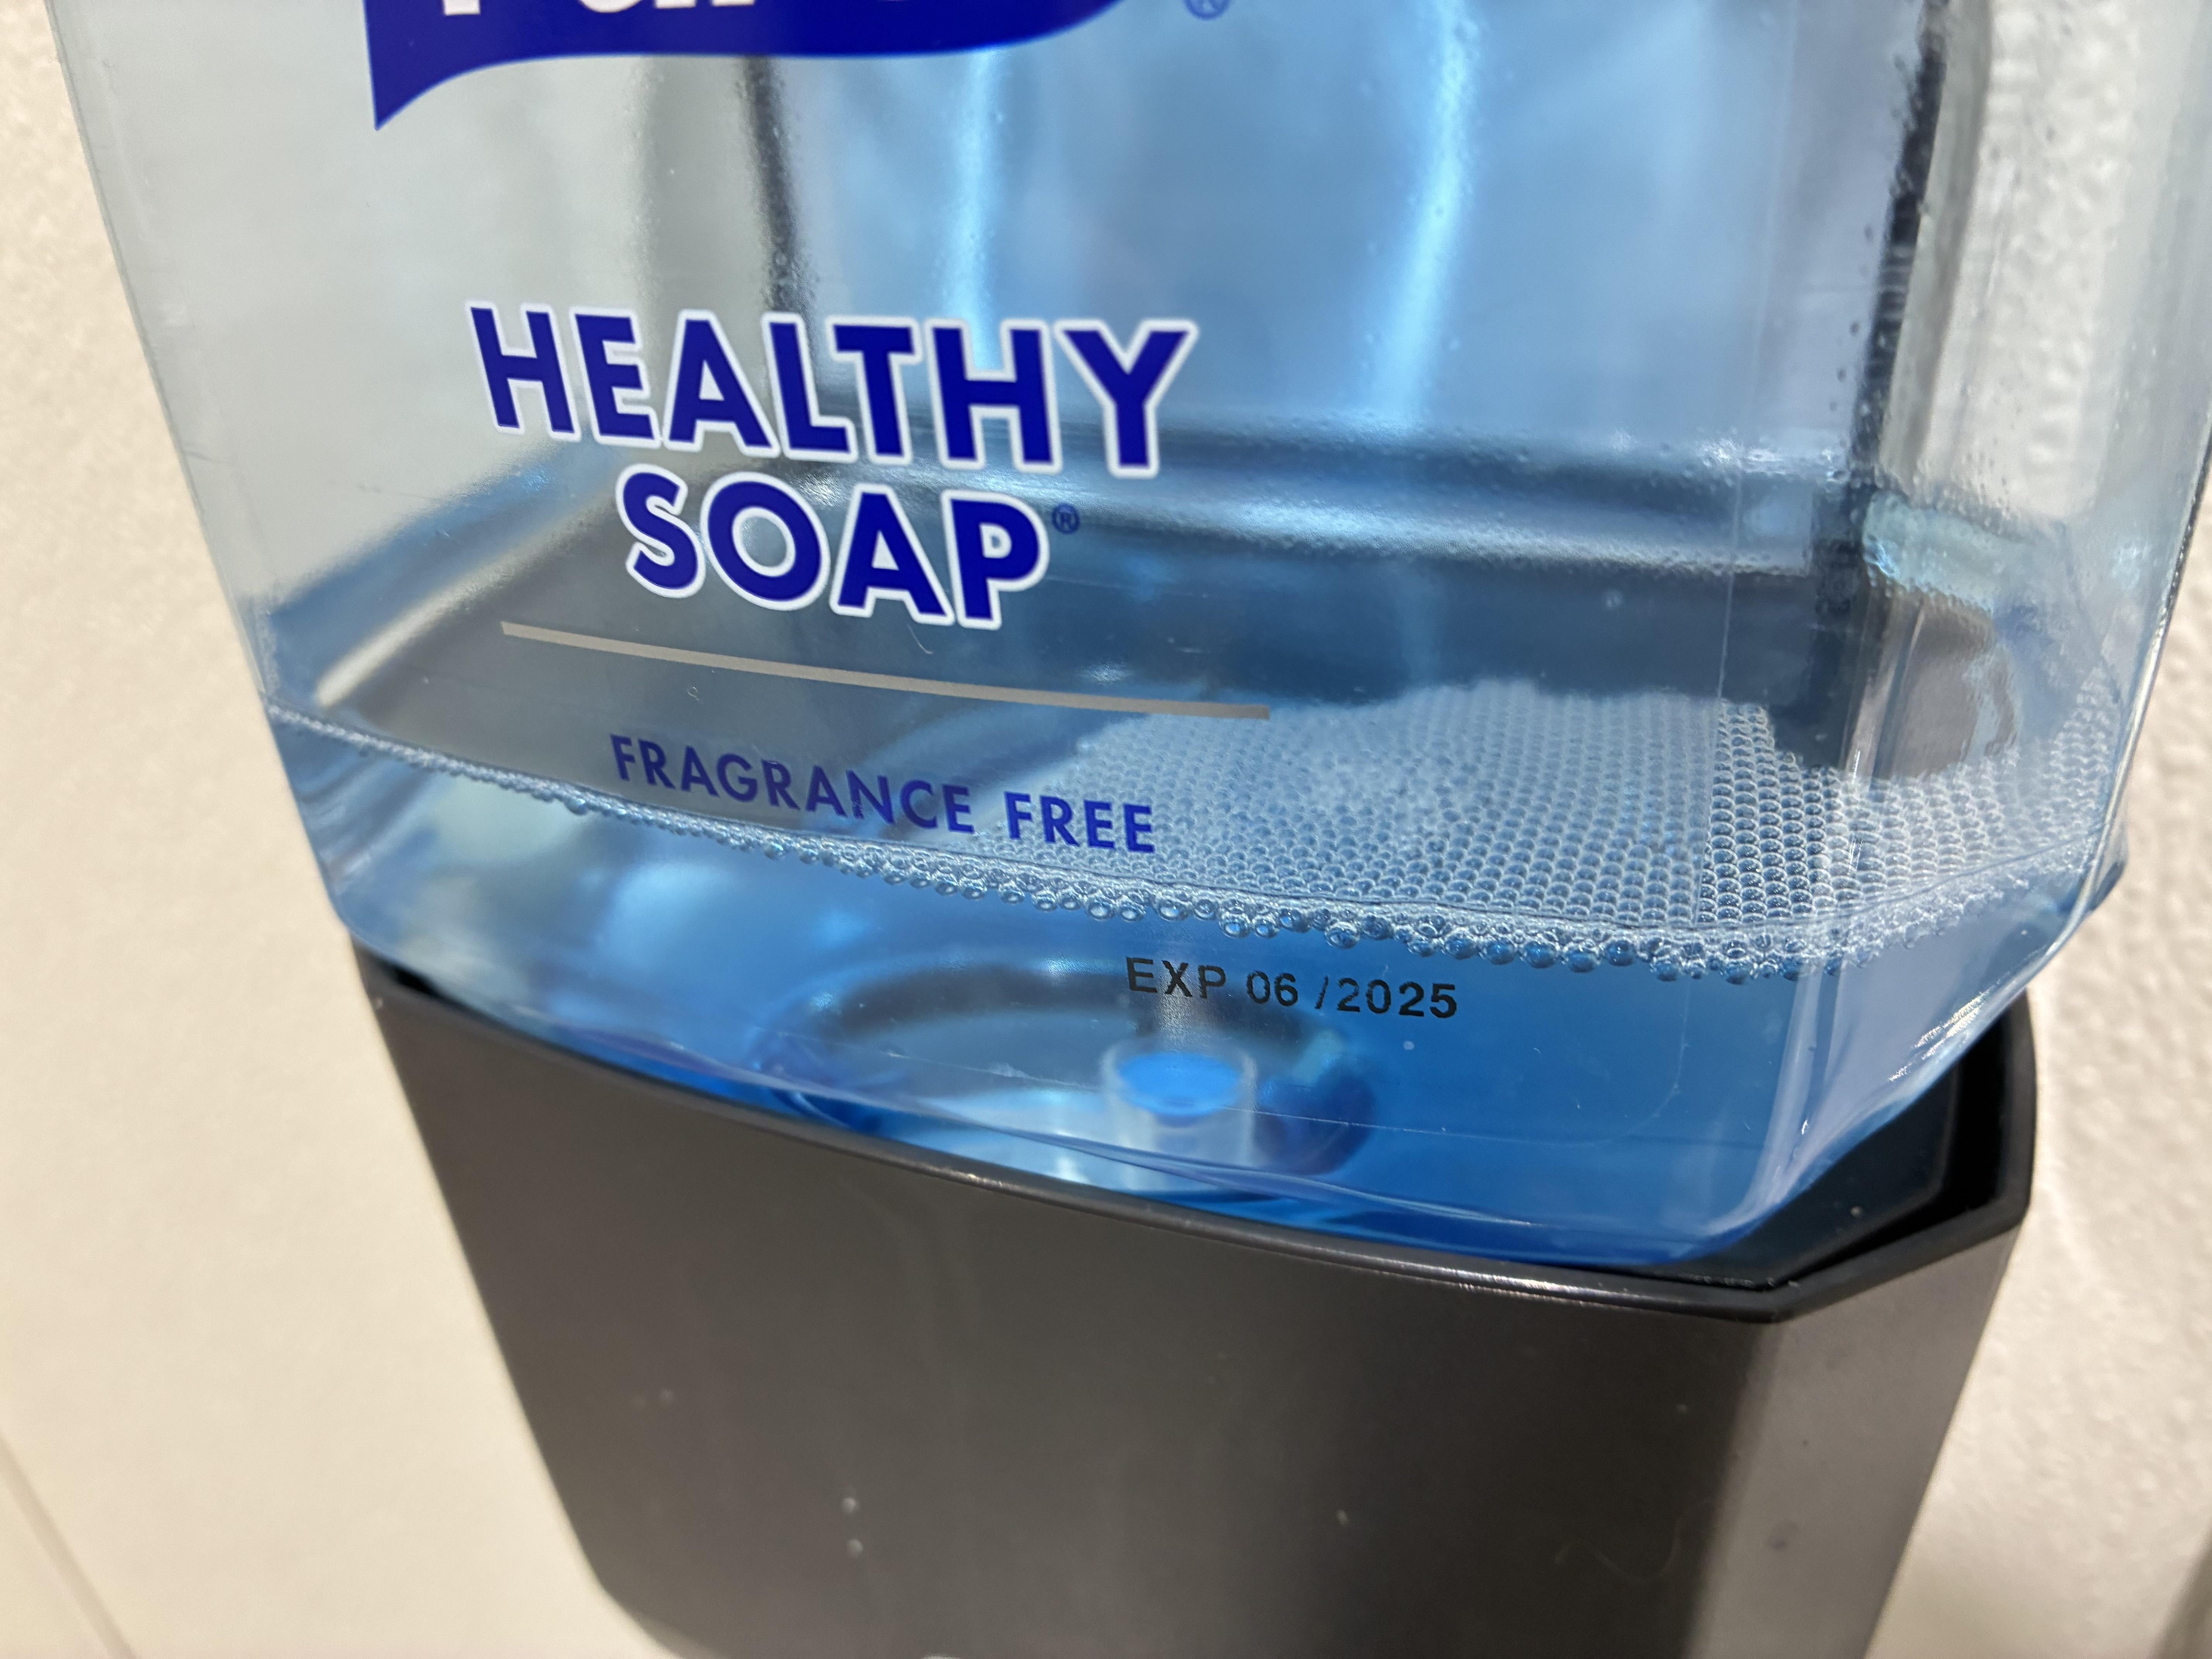 ®
HEALTHY
SOAP®
FRAGRANCE FREE
EXP 06 /2025